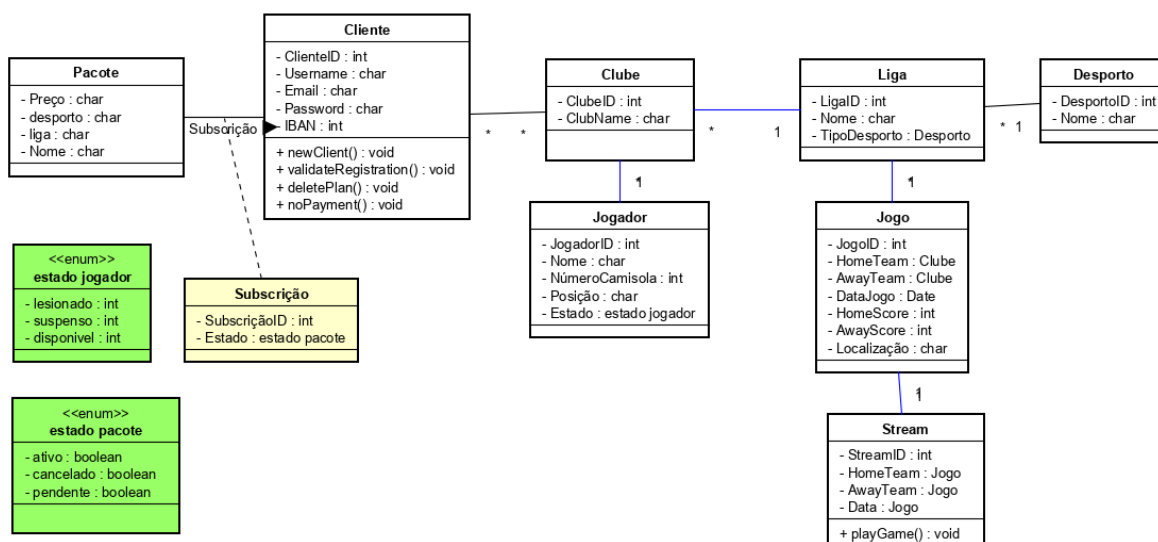 Pacote
- Preço : char
- desporto : char
- liga : char
- Nome : char
Subscrição
Cliente
- ClienteID : int
- Username : char
- Email : char
- Password : char
- IBAN : int
+ newClient() : void
+ validateRegistration() : void
+ deletePlan() : void
+ noPayment() : void
* *
Clube
- ClubeID : int
- ClubName : char
* 1
Liga
- LigaID : int
- Nome : char
- TipoDesporto : Desporto
* 1
Desporto
- DesportoID : int
- Nome : char
<<enum>>
estado jogador
- lesionado : int
- suspenso : int
- disponivel : int
Subscrição
- SubscriçãoID : int
- Estado : estado pacote
* 1
Jogador
- JogadorID : int
- Nome : char
- NúmeroCamisola : int
- Posição : char
- Estado : estado jogador
* 1
Jogo
- JogoID : int
- HomeTeam : Clube
- AwayTeam : Clube
- DataJogo : Date
- HomeScore : int
- AwayScore : int
- Localização : char
<<enum>>
estado pacote
- ativo : boolean
- cancelado : boolean
- pendente : boolean
1
Stream
- StreamID : int
- HomeTeam : Jogo
- AwayTeam : Jogo
- Data : Jogo
+ playGame() : void